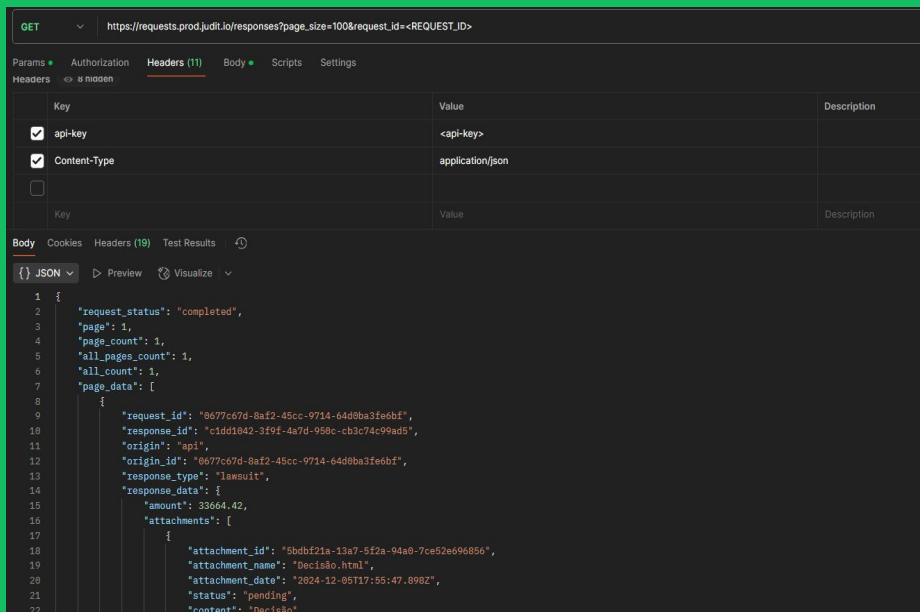 GET https://requests.prod.judit.io/responses?page_size=100&request_id=<REQUEST_ID>
Params Authorization Headers (11) Body Scripts Settings
Headers 8 hidden
Key Value Description
api-key <api-key>
Content-Type application/json
Key Value Description
Body Cookies Headers (19) Test Results
{} JSON Preview Visualize
1 {
2 "request_status": "completed",
3 "page": 1,
4 "page_count": 1,
5 "all_pages_count": 1,
6 "all_count": 1,
7 "page_data": [
8 {
9 "request_id": "0677c67d-8af2-45cc-9714-64d0ba3fe6bf",
10 "response_id": "c1dd1042-3f9f-4a7d-950c-cb3c74c99ad5",
11 "origin": "api",
12 "origin_id": "0677c67d-8af2-45cc-9714-64d0ba3fe6bf",
13 "response_type": "lawsuit",
14 "response_data": {
15 "amount": 33664.42,
16 "attachments": [
17 {
18 "attachment_id": "5bdbf21a-13a7-5f2a-94a0-7ce52e696856",
19 "attachment_name": "Decisão.html",
20 "attachment_date": "2024-12-05T17:55:47.898Z",
21 "status": "pending",
22 "content": "Decisão"